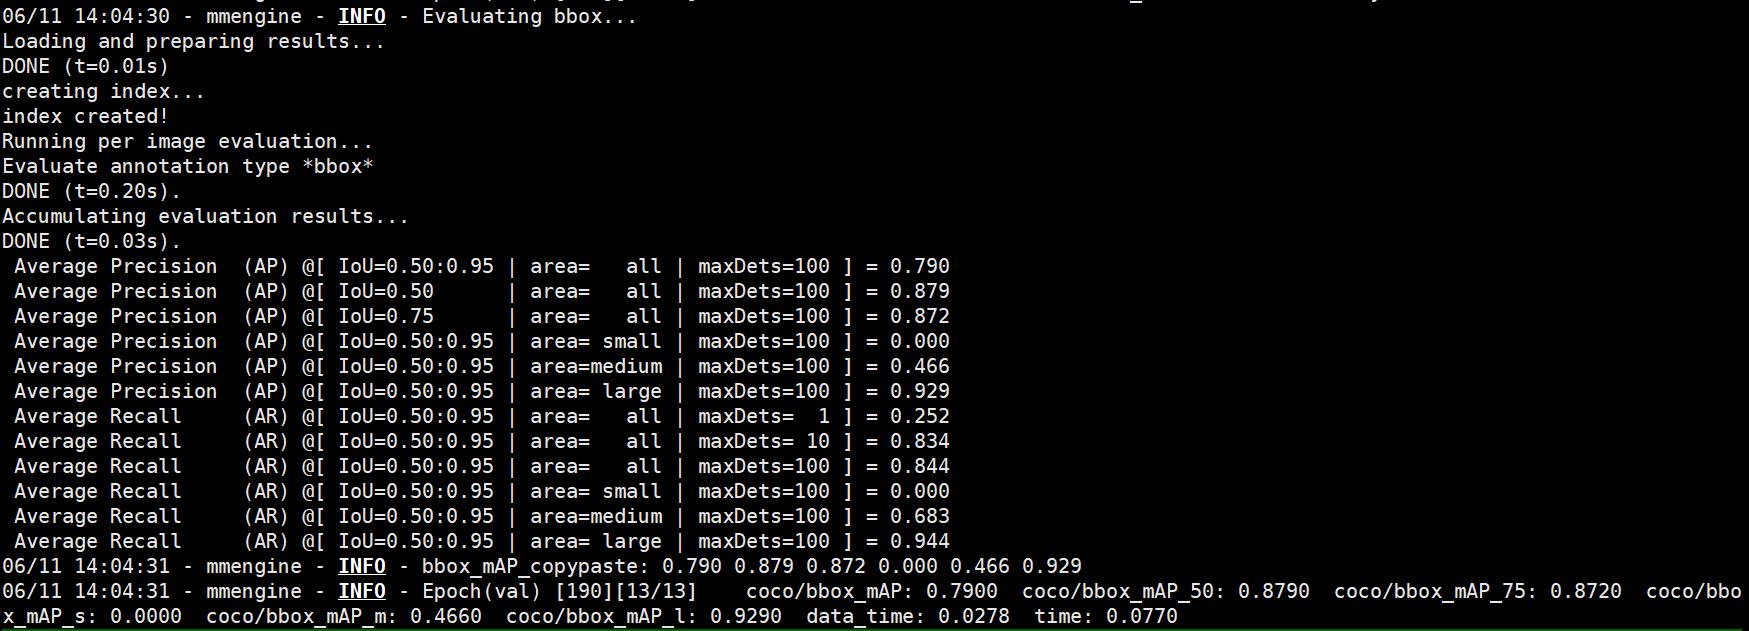 06/11 14:04:30 - mmengine - INFO - Evaluating bbox...
Loading and preparing results...
DONE (t=0.01s)
creating index...
index created!
Running per image evaluation...
Evaluate annotation type *bbox*
DONE (t=0.20s).
Accumulating evaluation results...
DONE (t=0.03s).
 Average Precision  (AP) @[ IoU=0.50:0.95 | area=   all | maxDets=100 ] = 0.790
 Average Precision  (AP) @[ IoU=0.50      | area=   all | maxDets=100 ] = 0.879
 Average Precision  (AP) @[ IoU=0.75      | area=   all | maxDets=100 ] = 0.872
 Average Precision  (AP) @[ IoU=0.50:0.95 | area= small | maxDets=100 ] = 0.000
 Average Precision  (AP) @[ IoU=0.50:0.95 | area=medium | maxDets=100 ] = 0.466
 Average Precision  (AP) @[ IoU=0.50:0.95 | area= large | maxDets=100 ] = 0.929
 Average Recall     (AR) @[ IoU=0.50:0.95 | area=   all | maxDets=  1 ] = 0.252
 Average Recall     (AR) @[ IoU=0.50:0.95 | area=   all | maxDets= 10 ] = 0.834
 Average Recall     (AR) @[ IoU=0.50:0.95 | area=   all | maxDets=100 ] = 0.844
 Average Recall     (AR) @[ IoU=0.50:0.95 | area= small | maxDets=100 ] = 0.000
 Average Recall     (AR) @[ IoU=0.50:0.95 | area=medium | maxDets=100 ] = 0.683
 Average Recall     (AR) @[ IoU=0.50:0.95 | area= large | maxDets=100 ] = 0.944
06/11 14:04:31 - mmengine - INFO - bbox_mAP_copypaste: 0.790 0.879 0.872 0.000 0.466 0.929
06/11 14:04:31 - mmengine - INFO - Epoch(val) [190][13/13]    coco/bbox_mAP: 0.7900  coco/bbox_mAP_50: 0.8790  coco/bbox_mAP_75: 0.8720  coco/bbo
x_mAP_s: 0.0000  coco/bbox_mAP_m: 0.4660  coco/bbox_mAP_l: 0.9290  data_time: 0.0278  time: 0.0770